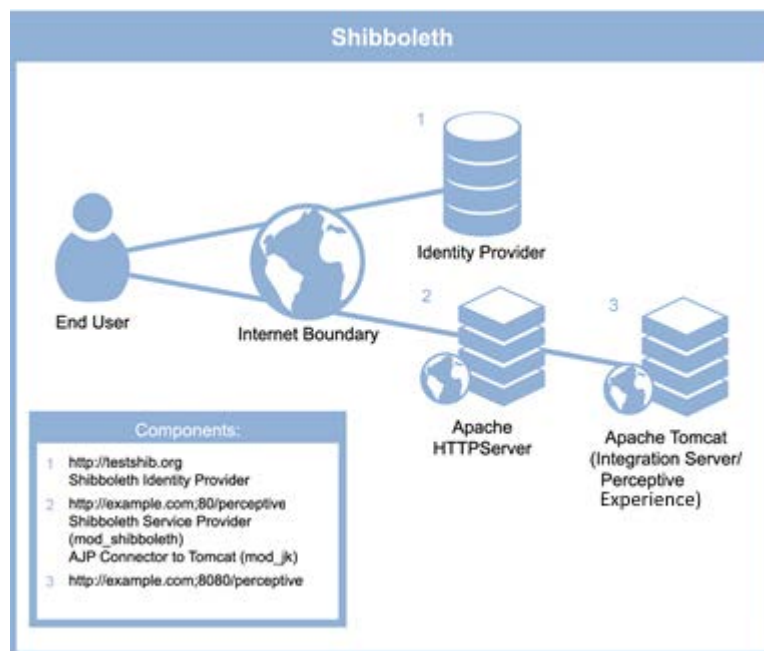 Shibboleth
1
Identity Provider
End User
Internet Boundary
2
3
Apache
HTTPServer
Apache Tomcat
(Integration Server/
Perceptive
Experience)
Components:
1 http://testshib.org
Shibboleth Identity Provider
2 http://example.com;80/perceptive
Shibboleth Service Provider
(mod_shibboleth)
AJP Connector to Tomcat (mod_jk)
3 http://example.com;8080/perceptive